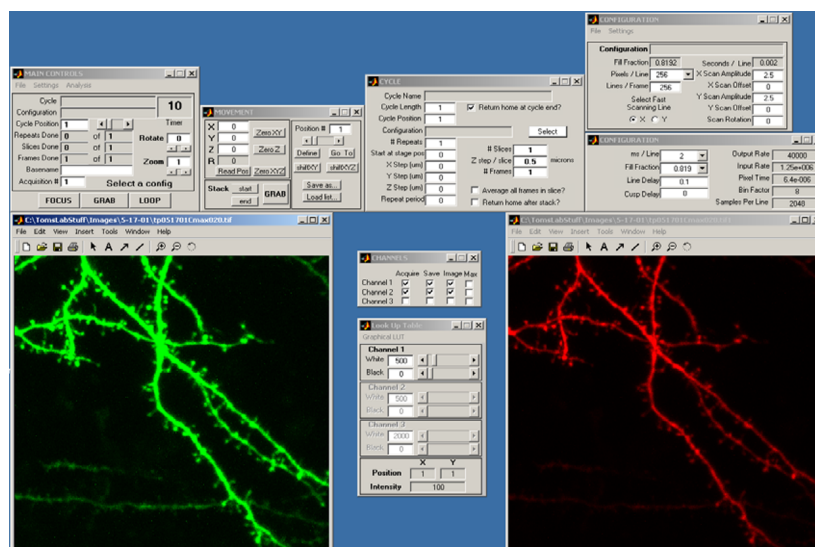 MAIN CONTROLS
File Settings Analysis
Cycle
Configuration
10
Cycle Position 1
Timer
Repeats Done 0 of 1
Rotate 0
Slices Done 0 of 1
Frames Done 1 of 1
Zoom 1
Basename
Acquisition # 1
Select a config
FOCUS GRAB LOOP
MOVEMENT
X 0 Zero XY
Y 0
Z 0 Zero Z
R 0
Read Pos Zero XYZ
Position # 1
Define Go To
shiftXY shiftXYZ
Stack start end GRAB
Save as...
Load list...
CYCLE
Cycle Name
Cycle Length 1 Return home at cycle end?
Cycle Position 1
Configuration Select
# Repeats 1
# Slices 1
Start at stage pos 0
Z step / slice 0.5 microns
X Step (um) 0
# Frames 1
Y Step (um) 0
Z Step (um) 0 Average all frames in slice?
Repeat period 0 Return home after stack?
CONFIGURATION
File Settings
Configuration
Fill Fraction 0.8192 Seconds / Line 0.002
Pixels / Line 256 X Scan Amplitude 2.5
Lines / Frame 256 X Scan Offset 0
Select Fast Scanning Line Y Scan Amplitude 2.5
Y Scan Offset 0
X Y Scan Rotation 0
CONFIGURATION
ms / Line 2 Output Rate 40000
Fill Fraction 0.819 Input Rate 1.25e+006
Line Delay 0.1 Pixel Time 6.4e-006
Cusp Delay 0 Bin Factor 8
Samples Per Line 2048
C:\TomsLabStuff\Images\5-17-01\tp051701Cmax020.tif
File Edit View Insert Tools Window Help
CHANNELS
Acquire Save Image Max
Channel 1
Channel 2
Channel 3
Look Up Table
Graphical LUT
Channel 1
White 500
Black 0
Channel 2
White 500
Black 0
Channel 3
White 2000
Black 0
X Y
Position 1 1
Intensity 100
File Edit View Insert Tools Window Help